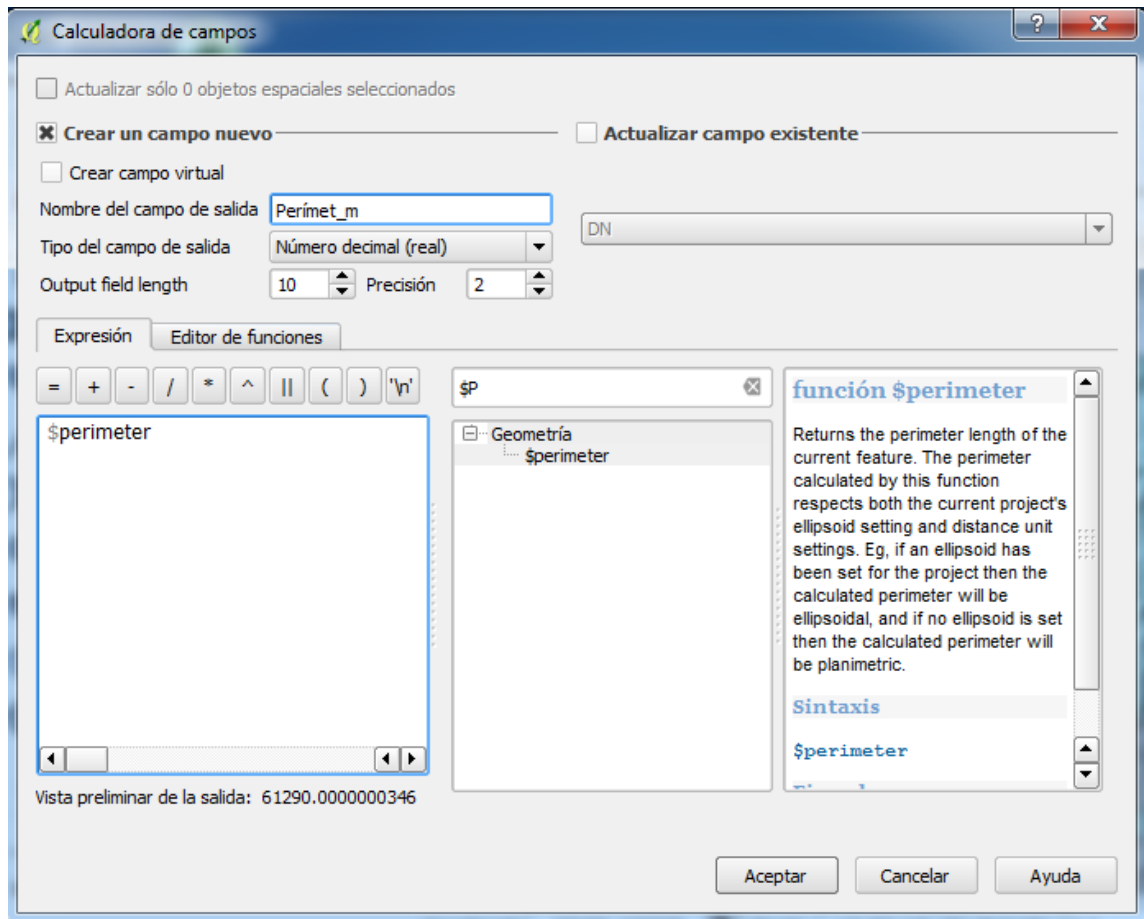 Calculadora de campos
Actualizar sólo 0 objetos espaciales seleccionados
Crear un campo nuevo
Actualizar campo existente
Crear campo virtual
Nombre del campo de salida Perímet_m
DN
Tipo del campo de salida Número decimal (real)
Output field length 10 Precisión 2
Expresión Editor de funciones
= + - / * ^ || ( ) '\n'
$perimeter
$P
Geometría
$perimeter
función $perimeter
Returns the perimeter length of the
current feature. The perimeter
calculated by this function
respects both the current project's
ellipsoid setting and distance unit
settings. Eg, if an ellipsoid has
been set for the project then the
calculated perimeter will be
ellipsoidal, and if no ellipsoid is set
then the calculated perimeter will
be planimetric.
Sintaxis
$perimeter
Vista preliminar de la salida: 61290.0000000346
Aceptar Cancelar Ayuda